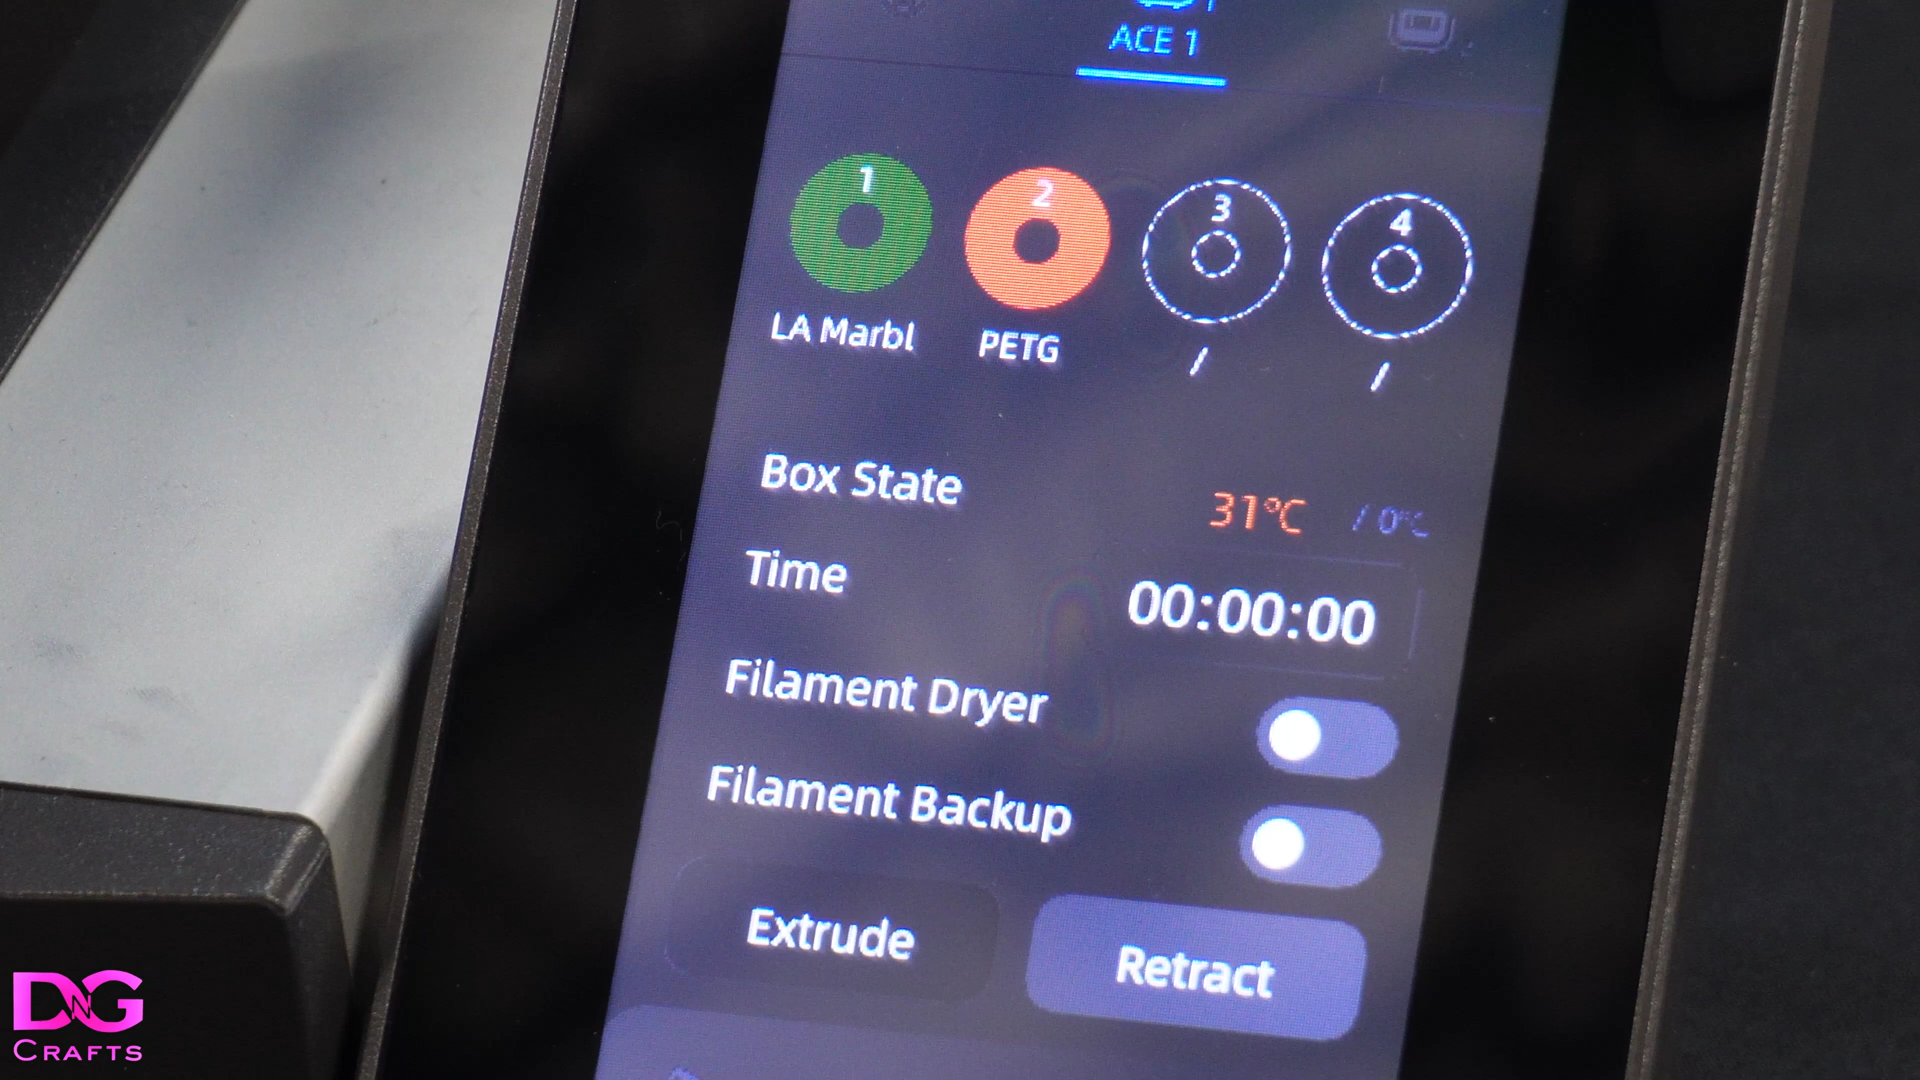 ACE 1
1 2 3 4
LA Marbl PETG / /
Box State 31°C / 0°C
Time 00:00:00
Filament Dryer
Filament Backup
Extrude Retract
DNG
CRAFTS